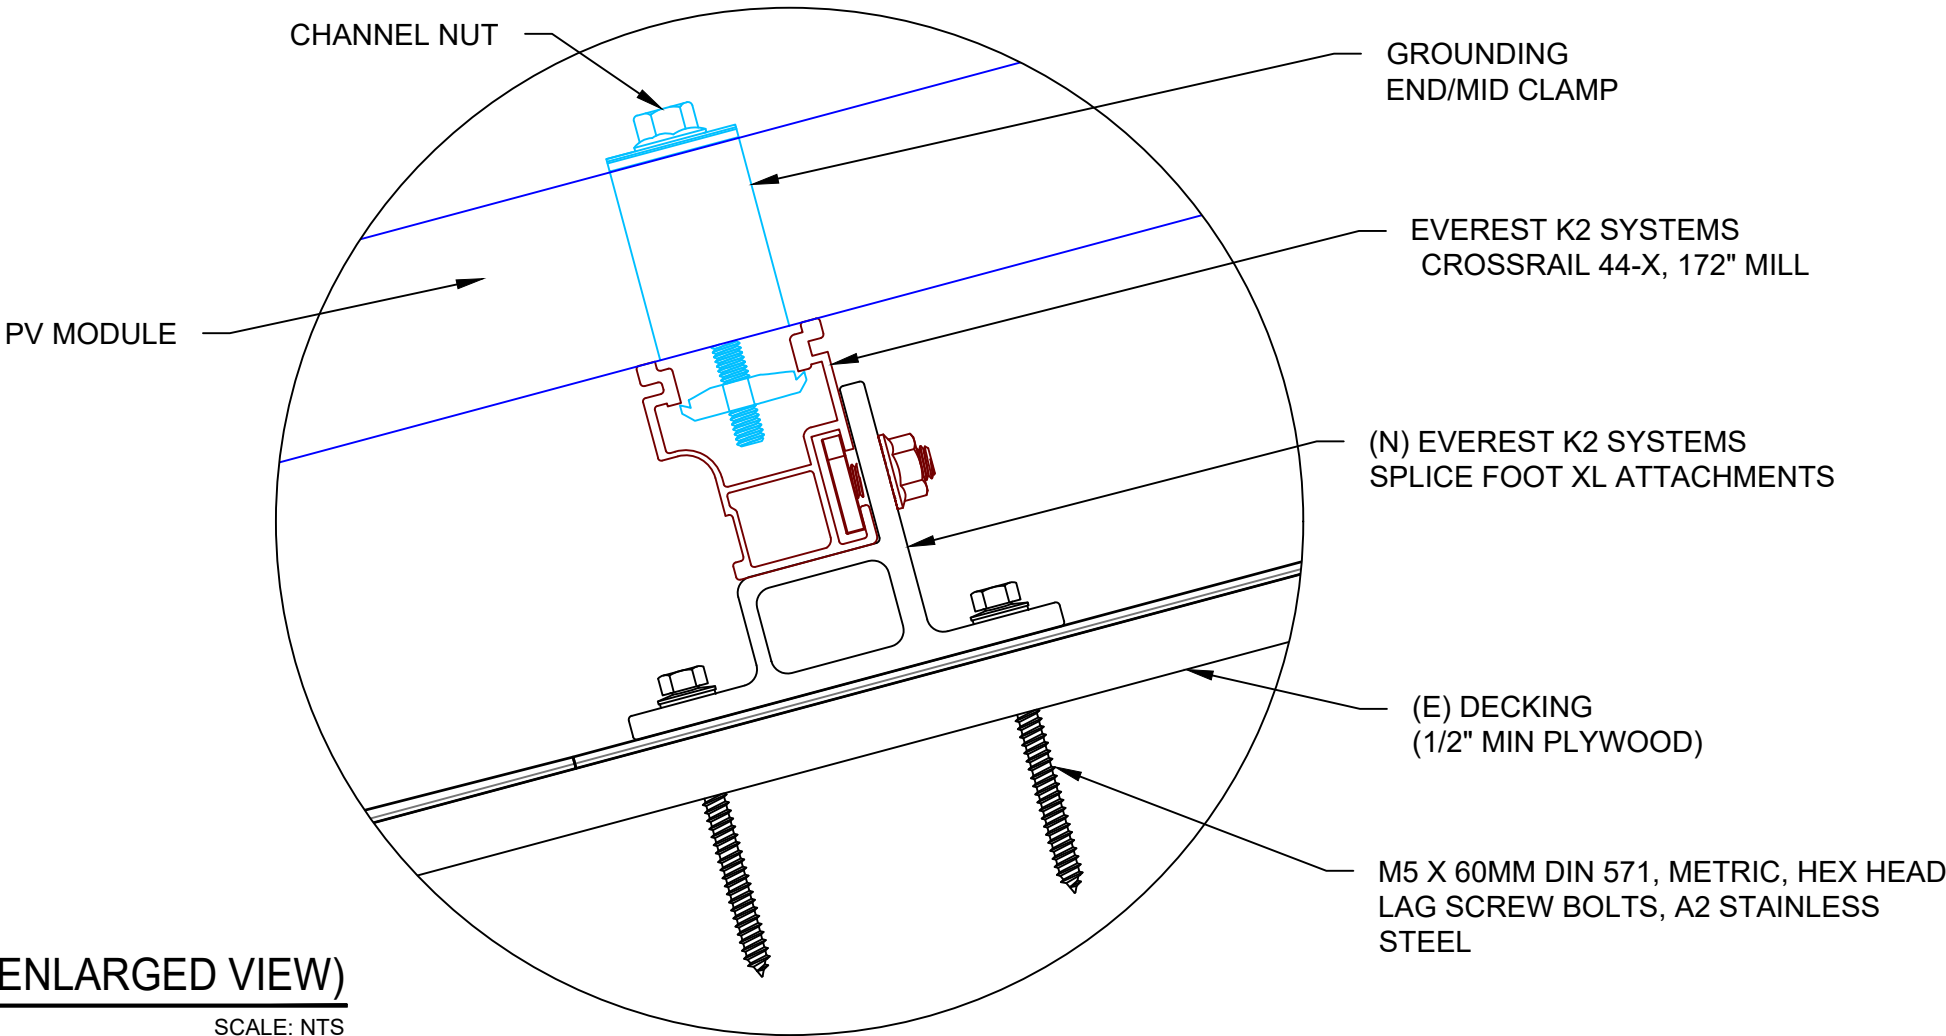 CHANNEL NUT
GROUNDING
END/MID CLAMP
EVEREST K2 SYSTEMS
CROSSRAIL 44-X, 172" MILL
PV MODULE
(N) EVEREST K2 SYSTEMS
SPLICE FOOT XL ATTACHMENTS
(E) DECKING
(1/2" MIN PLYWOOD)
M5 X 60MM DIN 571, METRIC, HEX HEAD
LAG SCREW BOLTS, A2 STAINLESS
STEEL
ENLARGED VIEW)
SCALE: NTS